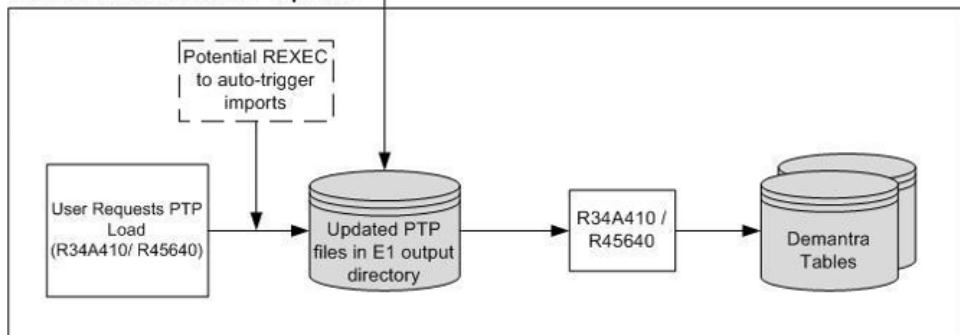 Potential REXEC
to auto-trigger
imports
User Requests PTP
Load
(R34A410/ R45640)
Updated PTP
files in E1 output
directory
R34A410 /
R45640
Demantra
Tables